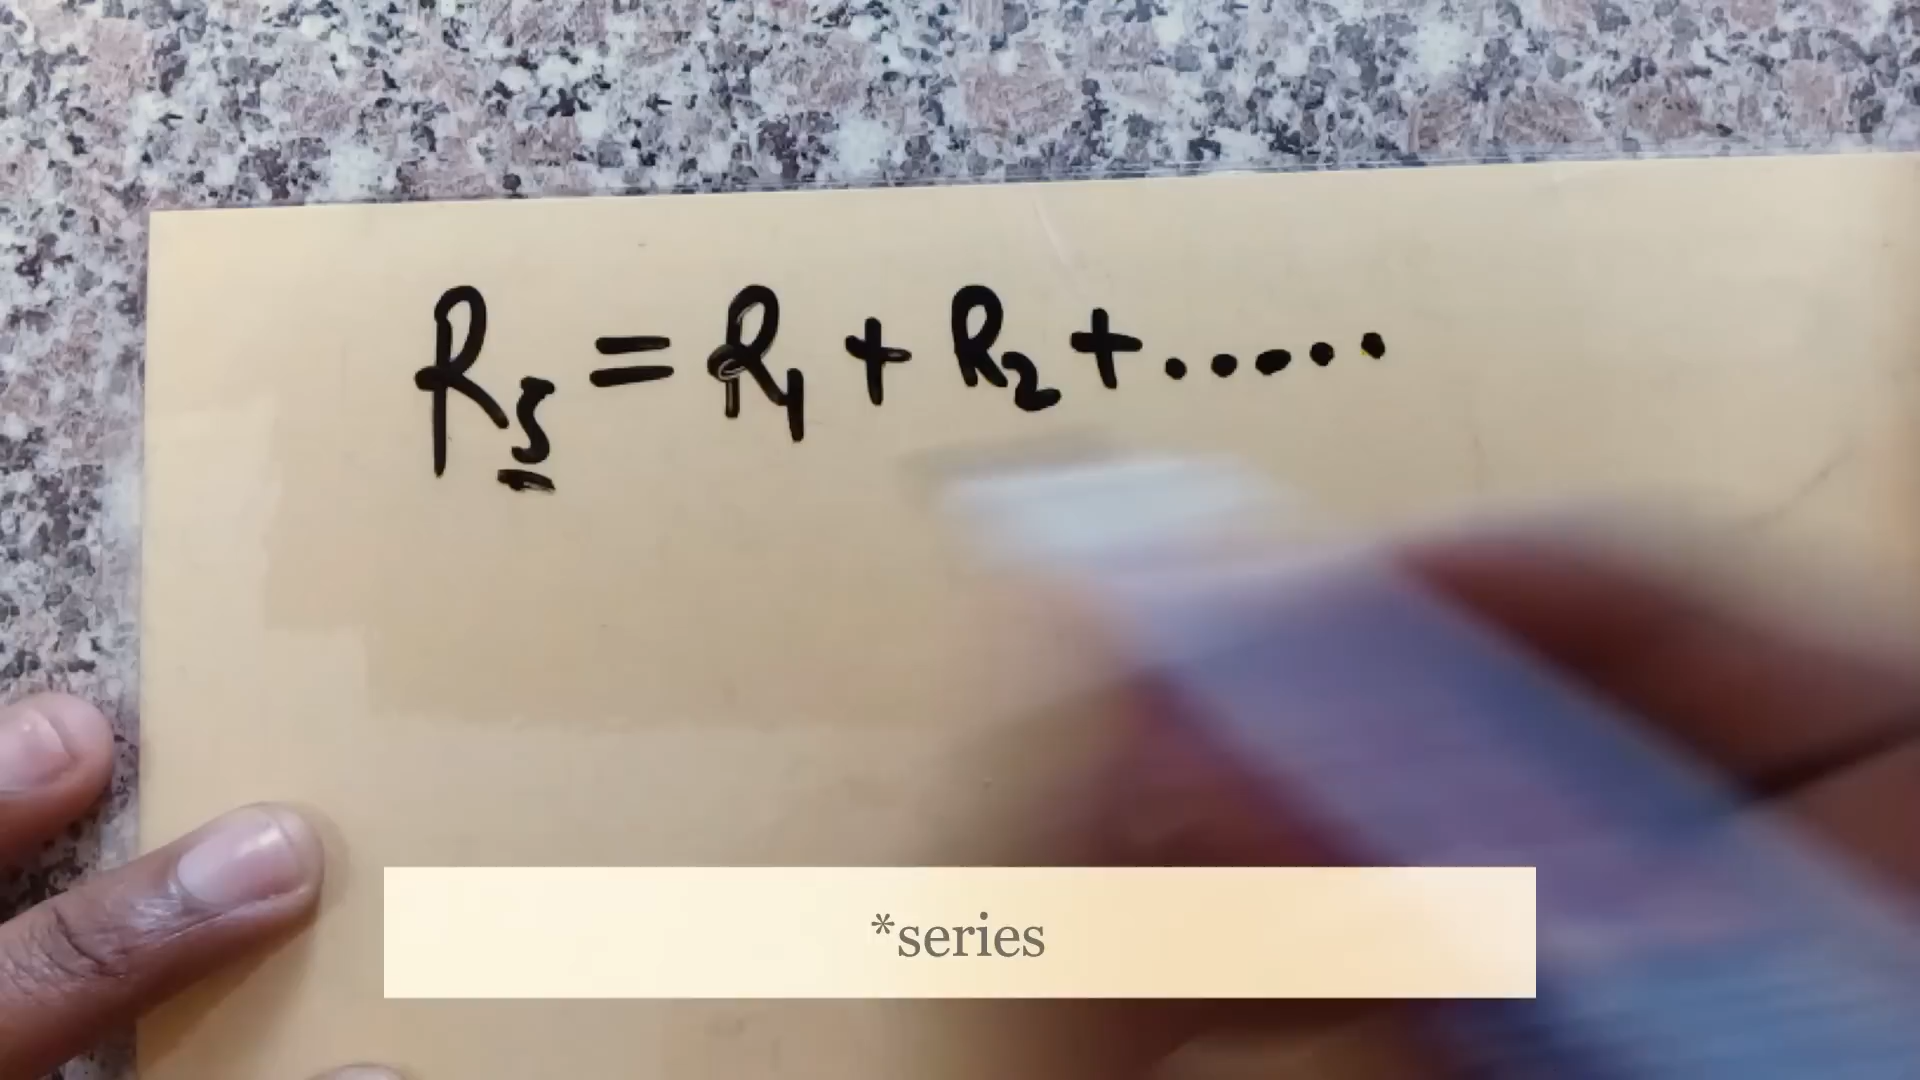 Rs = R1 + R2 + .....
*series